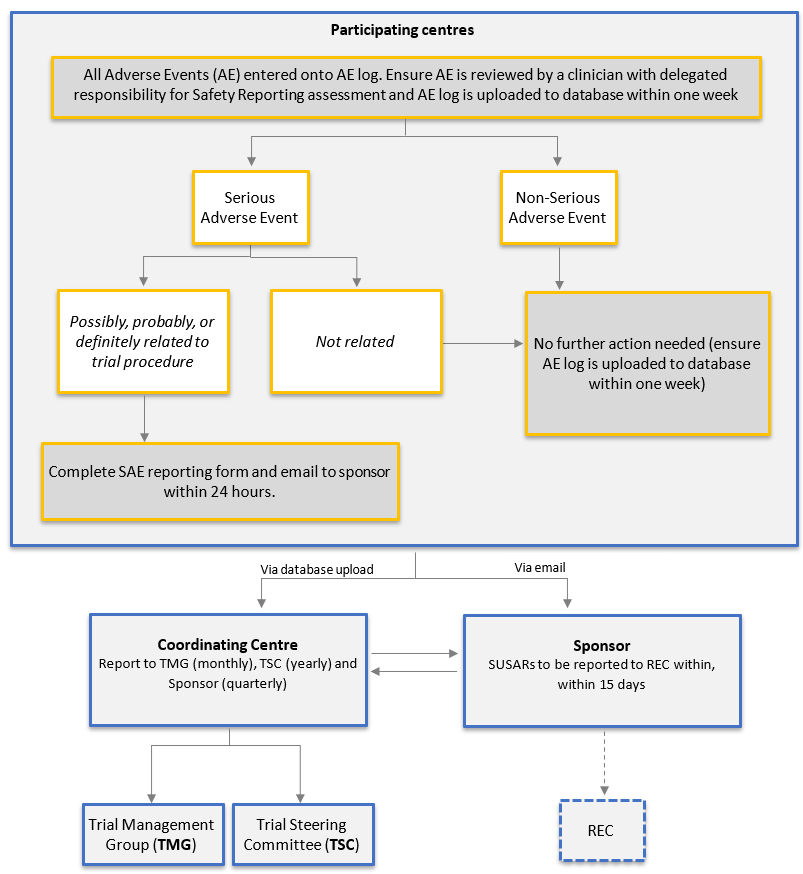 Participating centres
All Adverse Events (AE) entered onto AE log. Ensure AE is reviewed by a clinician with delegated
responsibility for Safety Reporting assessment and AE log is uploaded to database within one week
Serious
Adverse Event
Non-Serious
Adverse Event
Possibly, probably, or
definitely related to
trial procedure
Not related
No further action needed (ensure
AE log is uploaded to database
within one week)
Complete SAE reporting form and email to sponsor
within 24 hours.
Via database upload
Via email
Coordinating Centre
Report to TMG (monthly), TSC (yearly) and
Sponsor (quarterly)
Sponsor
SUSARs to be reported to REC within,
within 15 days
Trial Management
Group (TMG)
Trial Steering
Committee (TSC)
REC